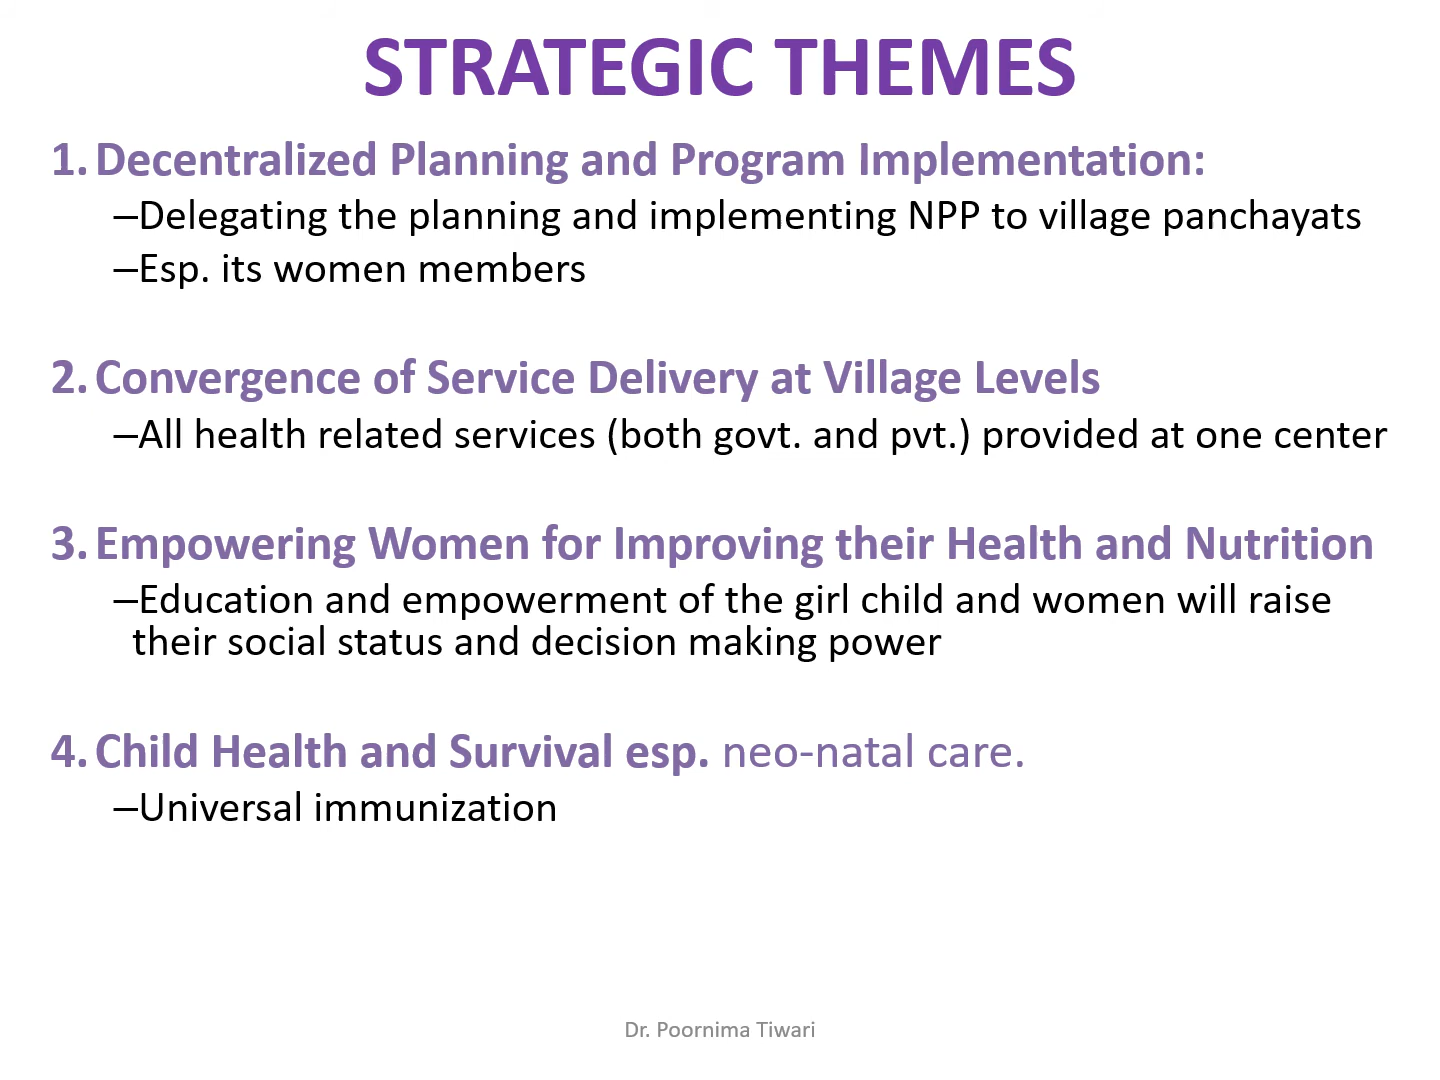 STRATEGIC THEMES
1. Decentralized Planning and Program Implementation:
–Delegating the planning and implementing NPP to village panchayats
–Esp. its women members
2. Convergence of Service Delivery at Village Levels
–All health related services (both govt. and pvt.) provided at one center
3. Empowering Women for Improving their Health and Nutrition
–Education and empowerment of the girl child and women will raise
their social status and decision making power
4. Child Health and Survival esp. neo-natal care.
–Universal immunization
Dr. Poornima Tiwari